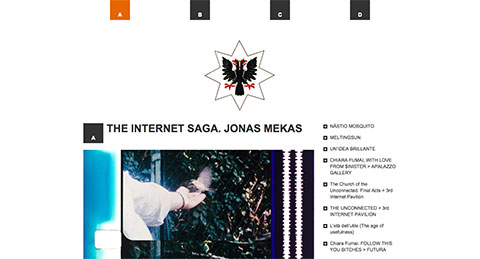 A
B
C
D
A
THE INTERNET SAGA. JONAS MEKAS
NÁSTIO MOSQUITO
MELTINGSUN
UN'IDEA BRILLANTE
CHIARA FUMAI, WITH LOVE
FROM $INISTER > APALAZZO
GALLERY
The Church of the
Unconnected. Final Acts = 3rd
Internet Pavilion
THE UNCONNECTED = 3rd
INTERNET PAVILION
L'età dell'utile (The age of
usefulness)
Chiara Fumai, FOLLOW THIS
YOU BITCHES > FUTURA